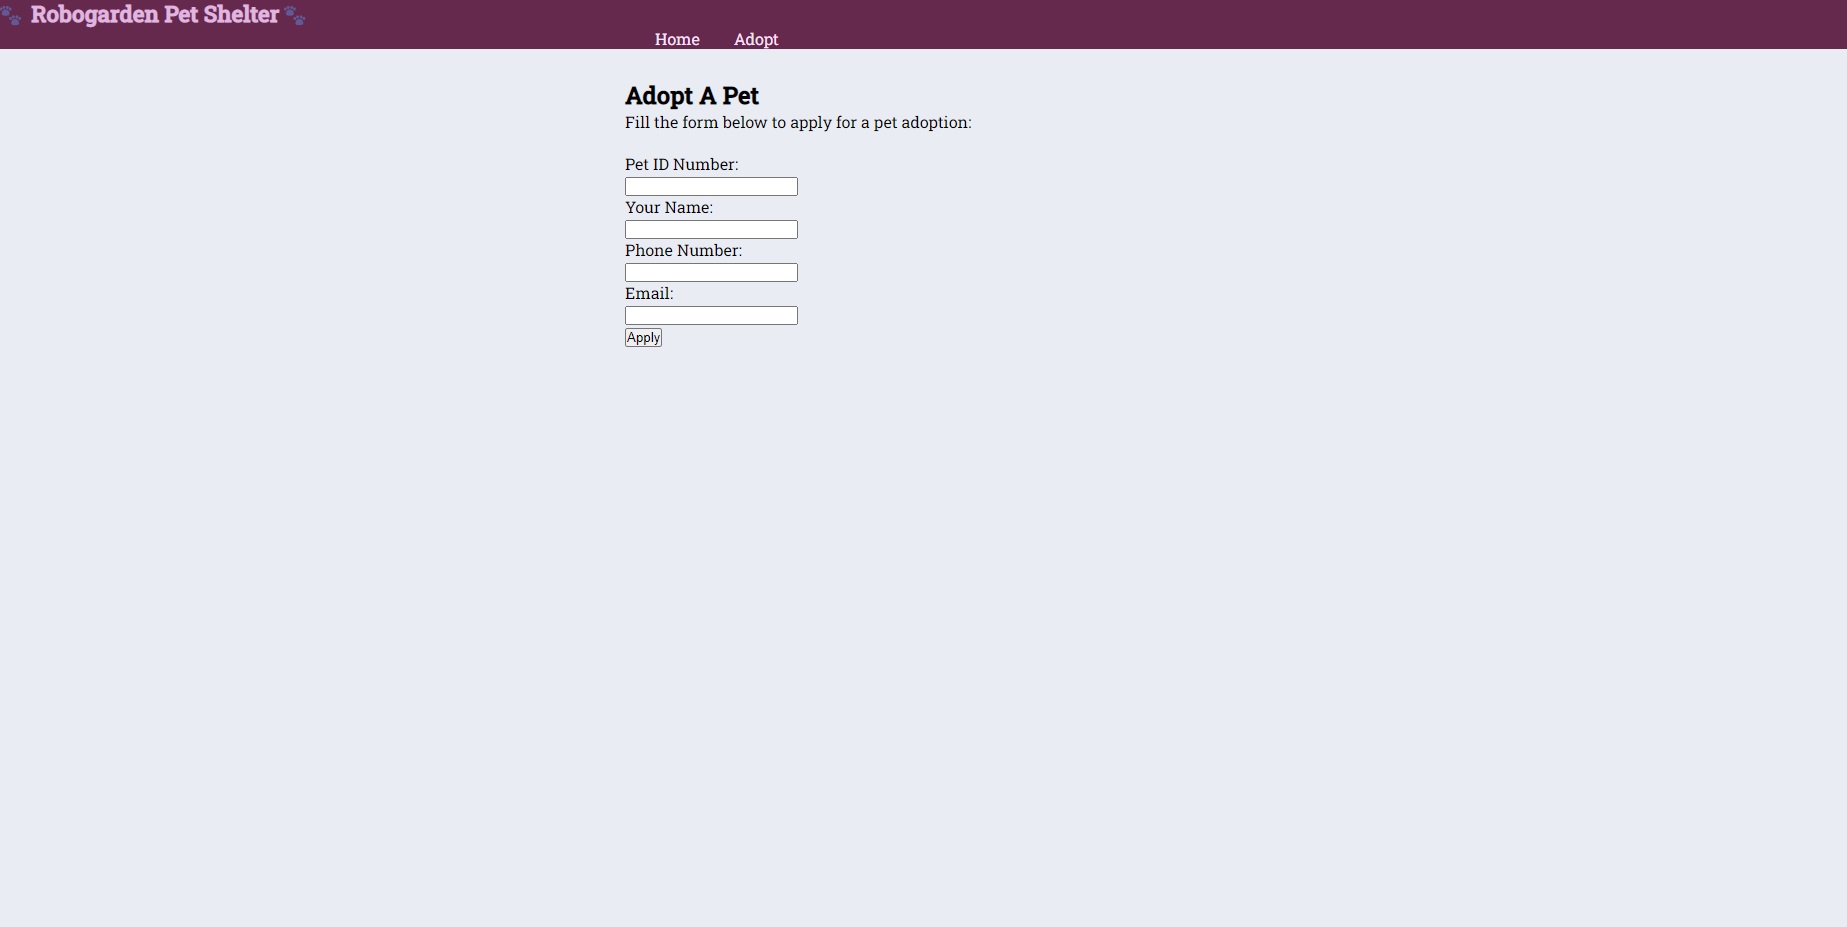 🐾 Robogarden Pet Shelter 🐾
Home Adopt
Adopt A Pet
Fill the form below to apply for a pet adoption:
Pet ID Number:
Your Name:
Phone Number:
Email:
Apply